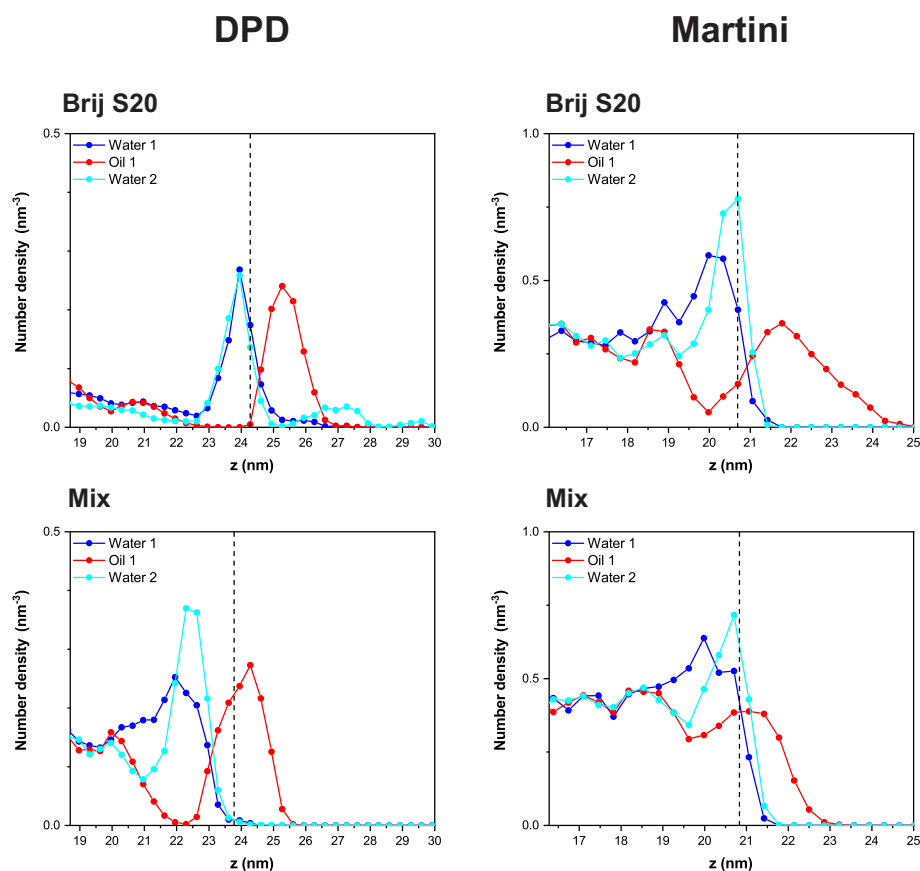 DPD
Martini
Brij S20
Number density (nm-3)
0.5
0.0
Water 1
Oil 1
Water 2
19 20 21 22 23 24 25 26 27 28 29 30
z (nm)
Brij S20
Number density (nm-3)
1.0
0.5
0.0
Water 1
Oil 1
Water 2
17 18 19 20 21 22 23 24 25
z (nm)
Mix
Number density (nm-3)
0.5
0.0
Water 1
Oil 1
Water 2
19 20 21 22 23 24 25 26 27 28 29 30
z (nm)
Mix
Number density (nm-3)
1.0
0.5
0.0
Water 1
Oil 1
Water 2
17 18 19 20 21 22 23 24 25
z (nm)